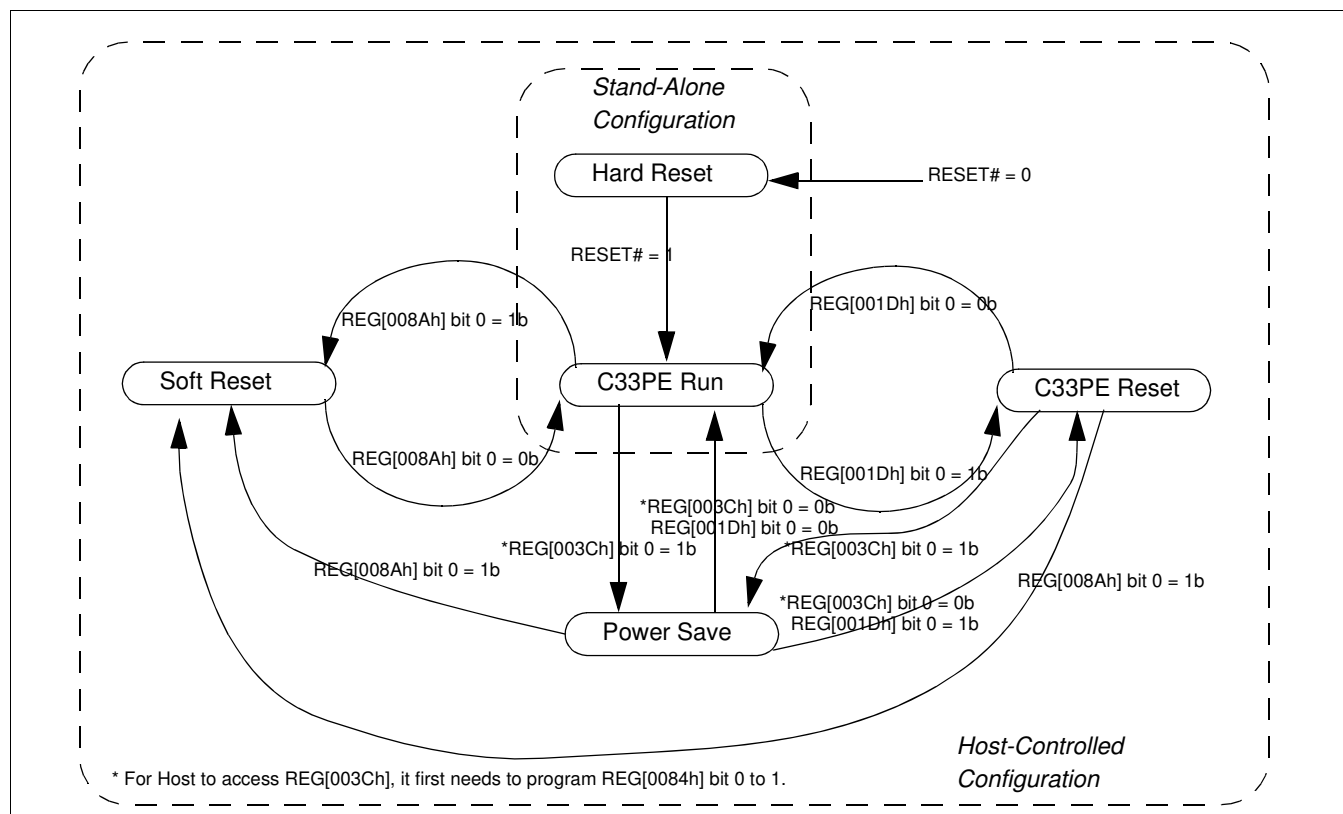 Stand-Alone
Configuration
Hard Reset
RESET# = 0
RESET# = 1
REG[008Ah] bit 0 = 1b
REG[001Dh] bit 0 = 0b
Soft Reset
C33PE Run
C33PE Reset
REG[008Ah] bit 0 = 0b
REG[001Dh] bit 0 = 1b
*REG[003Ch] bit 0 = 0b
REG[001Dh] bit 0 = 0b
*REG[003Ch] bit 0 = 1b
*REG[003Ch] bit 0 = 1b
REG[008Ah] bit 0 = 1b
REG[008Ah] bit 0 = 1b
*REG[003Ch] bit 0 = 0b
REG[001Dh] bit 0 = 1b
Power Save
Host-Controlled
Configuration
* For Host to access REG[003Ch], it first needs to program REG[0084h] bit 0 to 1.